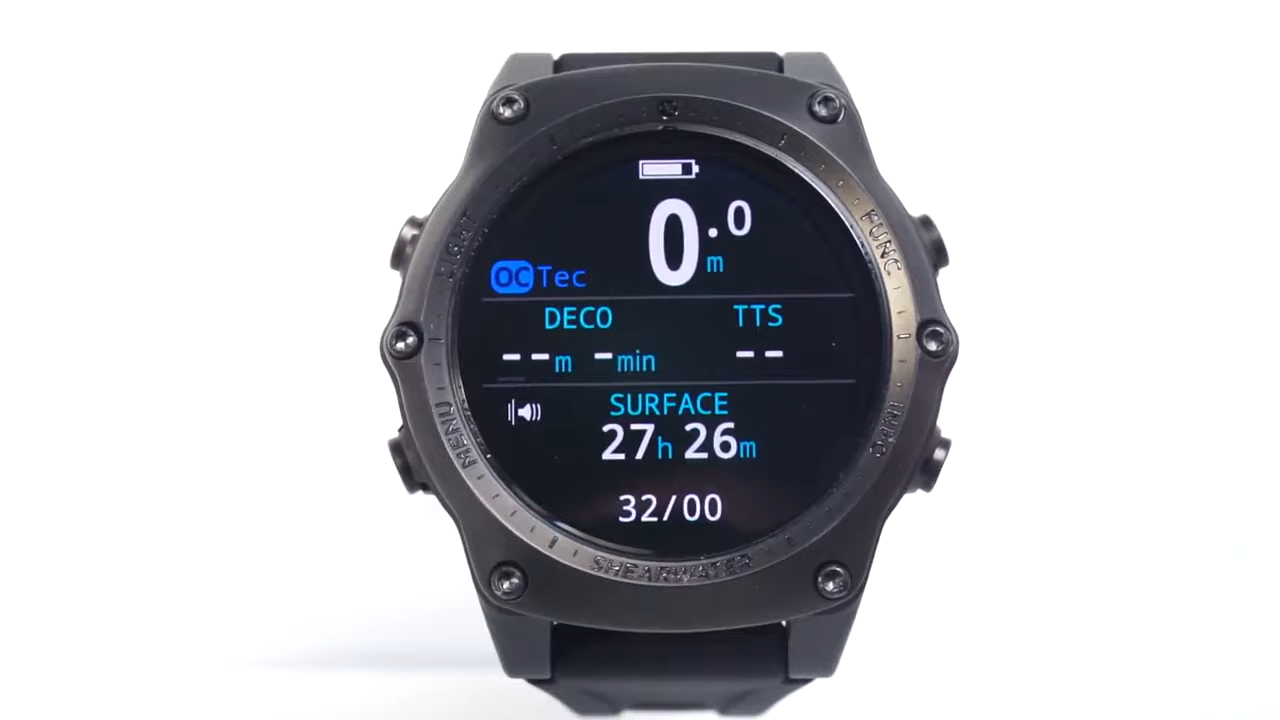 0.0
m
OC Tec
DECO TTS
--m -min --
SURFACE
27h 26m
32/00
LIGHT
FUNC
MENU
INFO
SHEARWATER